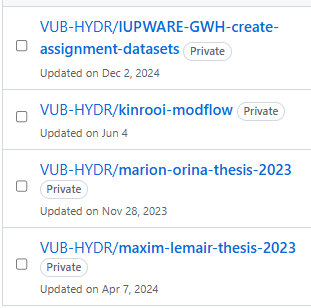 VUB-HYDR/IUPWARE-GWH-create-
assignment-datasets Private
Updated on Dec 2, 2024
VUB-HYDR/kinrooi-modflow Private
Updated on Jun 4
VUB-HYDR/marion-orina-thesis-2023
Private
Updated on Nov 28, 2023
VUB-HYDR/maxim-lemair-thesis-2023
Private
Updated on Apr 7, 2024